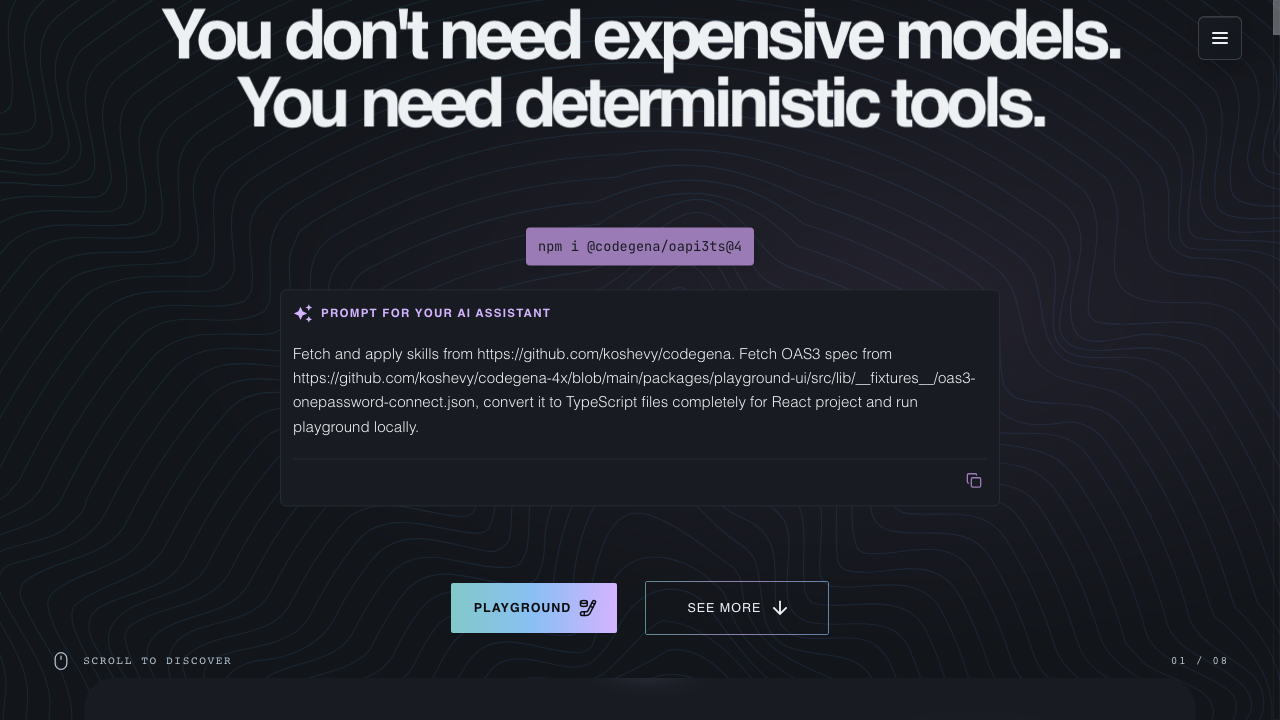 You don't need expensive models.
You need deterministic tools.
npm i @codegena/oapi3ts@4
PROMPT FOR YOUR AI ASSISTANT
Fetch and apply skills from https://github.com/koshevy/codegena. Fetch OAS3 spec from
https://github.com/koshevy/codegena-4x/blob/main/packages/playground-ui/src/lib/__fixtures__/oas3-
onepassword-connect.json, convert it to TypeScript files completely for React project and run
playground locally.
PLAYGROUND
SEE MORE
SCROLL TO DISCOVER
01 / 08